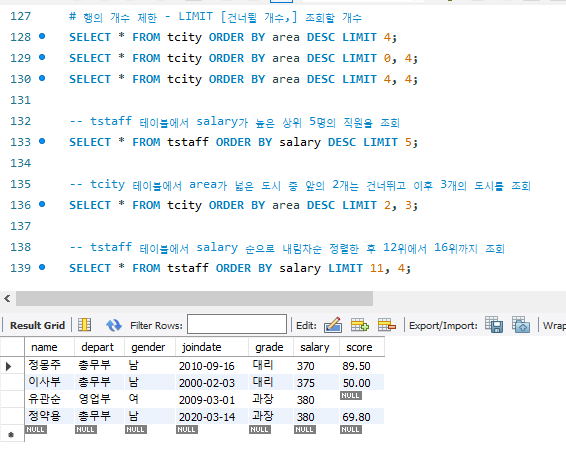 127 # 행의 개수 제한 - LIMIT [건너뛸 개수,] 조회할 개수
128 SELECT * FROM tcity ORDER BY area DESC LIMIT 4;
129 SELECT * FROM tcity ORDER BY area DESC LIMIT 0, 4;
130 SELECT * FROM tcity ORDER BY area DESC LIMIT 4, 4;
131
132 -- tstaff 테이블에서 salary가 높은 상위 5명의 직원을 조회
133 SELECT * FROM tstaff ORDER BY salary DESC LIMIT 5;
134
135 -- tcity 테이블에서 area가 넓은 도시 중 앞의 2개는 건너뛰고 이후 3개의 도시를 조회
136 SELECT * FROM tcity ORDER BY area DESC LIMIT 2, 3;
137
138 -- tstaff 테이블에서 salary 순으로 내림차순 정렬한 후 12위에서 16위까지 조회
139 SELECT * FROM tstaff ORDER BY salary LIMIT 11, 4;
Result Grid Filter Rows: Edit: Export/Import: Wrap
name depart gender joindate grade salary score
정몽주 총무부 남 2010-09-16 대리 370 89.50
이사부 총무부 남 2000-02-03 대리 375 50.00
유관순 영업부 여 2009-03-01 과장 380 NULL
정약용 총무부 남 2020-03-14 과장 380 69.80
NULL NULL NULL NULL NULL NULL NULL